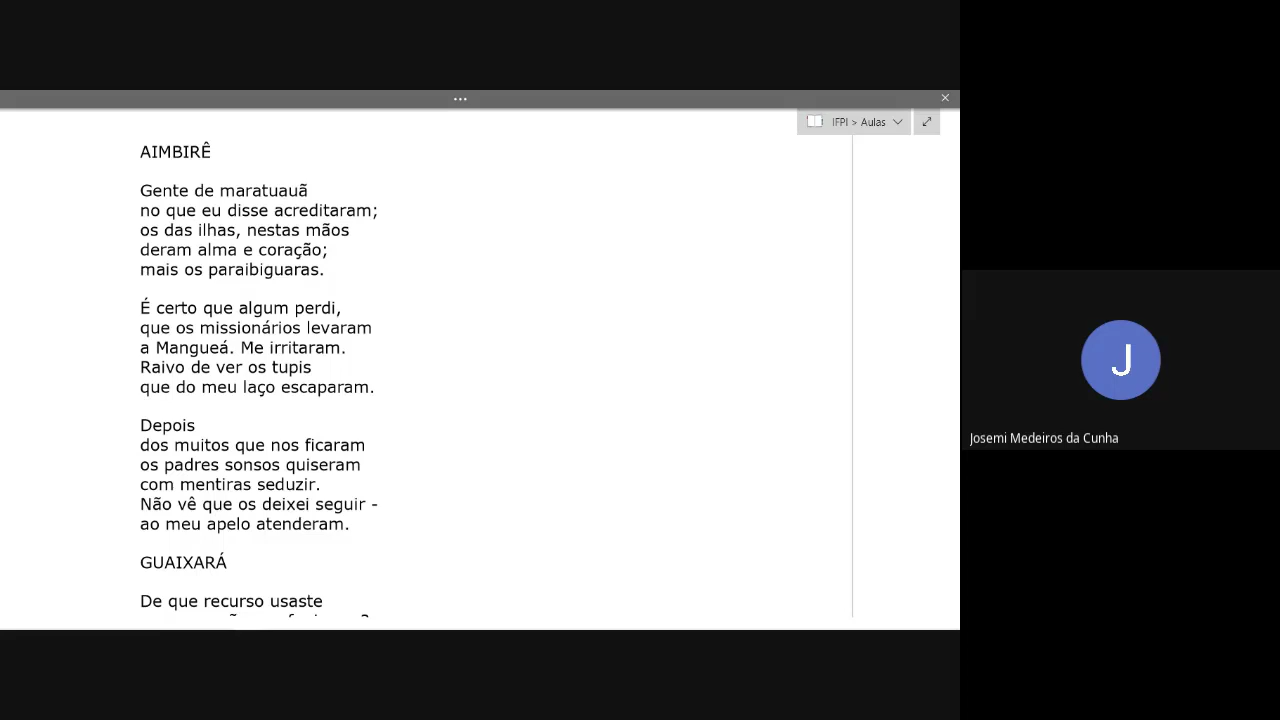 IFPI > Aulas
AIMBIRÊ
Gente de maratuauã
no que eu disse acreditaram;
os das ilhas, nestas mãos
deram alma e coração;
mais os paraibiguaras.
É certo que algum perdi,
que os missionários levaram
a Mangueá. Me irritaram.
Raivo de ver os tupis
que do meu laço escaparam.
Depois
dos muitos que nos ficaram
os padres sonsos quiseram
com mentiras seduzir.
Não vê que os deixei seguir -
ao meu apelo atenderam.
GUAIXARÁ
De que recurso usaste
J
Josemi Medeiros da Cunha